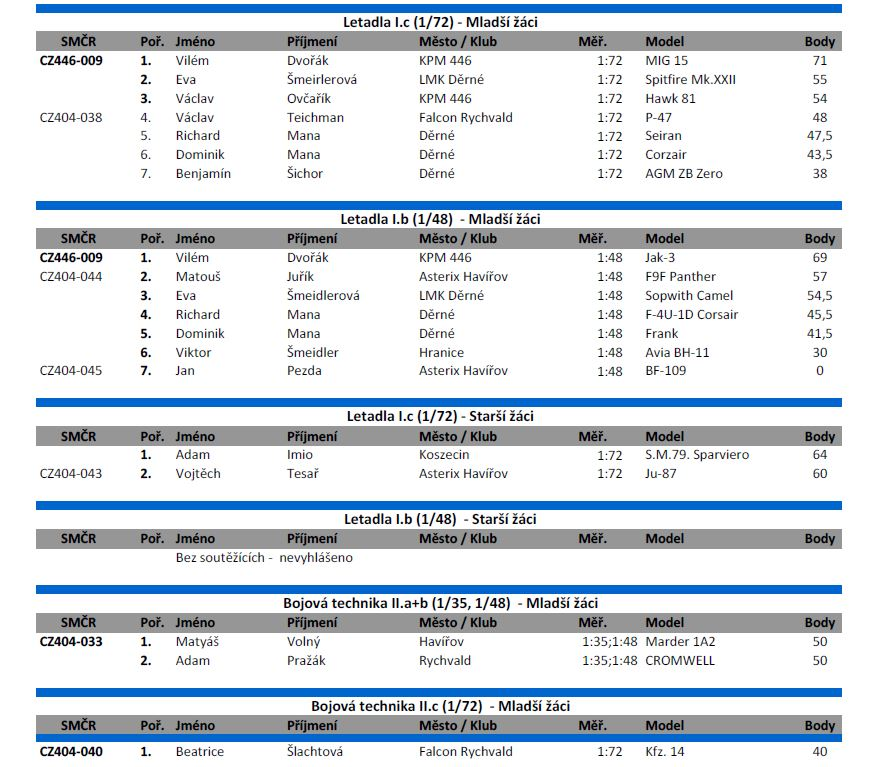 Letadla I.c (1/72) - Mladší žáci
SMČR Poř. Jméno Příjmení Město / Klub Měř. Model Body
CZ446-009 1. Vilém Dvořák KPM 446 1:72 MIG 15 71
2. Eva Šmeirlerová LMK Děrné 1:72 Spitfire Mk.XXII 55
3. Václav Ovčařík KPM 446 1:72 Hawk 81 54
CZ404-038 4. Václav Teichman Falcon Rychvald 1:72 P-47 48
5. Richard Mana Děrné 1:72 Seiran 47,5
6. Dominik Mana Děrné 1:72 Corzair 43,5
7. Benjamín Šichor Děrné 1:72 AGM ZB Zero 38
Letadla I.b (1/48) - Mladší žáci
SMČR Poř. Jméno Příjmení Město / Klub Měř. Model Body
CZ446-009 1. Vilém Dvořák KPM 446 1:48 Jak-3 69
CZ404-044 2. Matouš Juřík Asterix Havířov 1:48 F9F Panther 57
3. Eva Šmeidlerová LMK Děrné 1:48 Sopwith Camel 54,5
4. Richard Mana Děrné 1:48 F-4U-1D Corsair 45,5
5. Dominik Mana Děrné 1:48 Frank 41,5
6. Viktor Šmeidler Hranice 1:48 Avia BH-11 30
CZ404-045 7. Jan Pezda Asterix Havířov 1:48 BF-109 0
Letadla I.c (1/72) - Starší žáci
SMČR Poř. Jméno Příjmení Město / Klub Měř. Model Body
1. Adam Imio Koszecin 1:72 S.M.79. Sparviero 64
CZ404-043 2. Vojtěch Tesař Asterix Havířov 1:72 Ju-87 60
Letadla I.b (1/48) - Starší žáci
SMČR Poř. Jméno Příjmení Město / Klub Měř. Model Body
Bez soutěžících - nevyhlášeno
Bojová technika II.a+b (1/35, 1/48) - Mladší žáci
SMČR Poř. Jméno Příjmení Město / Klub Měř. Model Body
CZ404-033 1. Matyáš Volný Havířov 1:35;1:48 Marder 1A2 50
2. Adam Pražák Rychvald 1:35;1:48 CROMWELL 50
Bojová technika II.c (1/72) - Mladší žáci
SMČR Poř. Jméno Příjmení Město / Klub Měř. Model Body
CZ404-040 1. Beatrice Šlachtová Falcon Rychvald 1:72 Kfz. 14 40